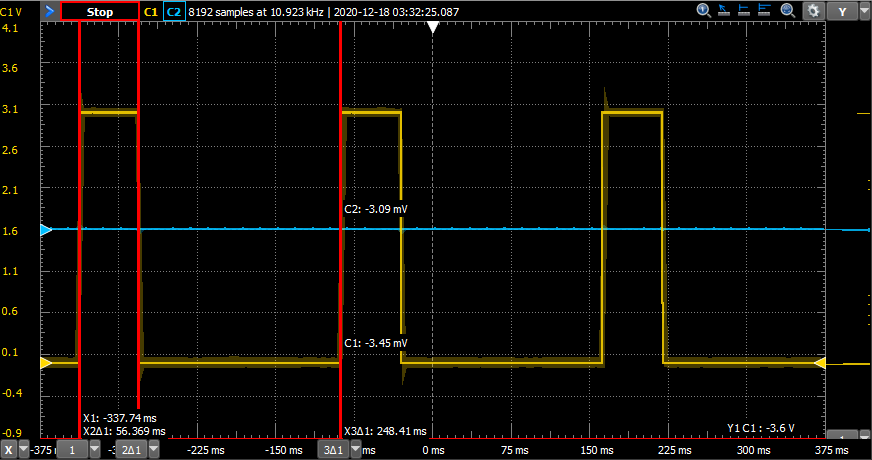 C1 V
Stop
C1 C2 8192 samples at 10.923 kHz | 2020-12-18 03:32:25.087
Y
4.1
3.6
3.1
2.6
2.1
C2: -3.09 mV
1.6
1.1
0.6
C1: -3.45 mV
0.1
-0.4
X1: -337.74 ms
X2Δ1: 56.369 ms
X3Δ1: 248.41 ms
Y1 C1 : -3.6 V
-0.9
X
-375
1
2Δ1
-225 ms
-150 ms
3Δ1
ms
0 ms
75 ms
150 ms
225 ms
300 ms
375 ms